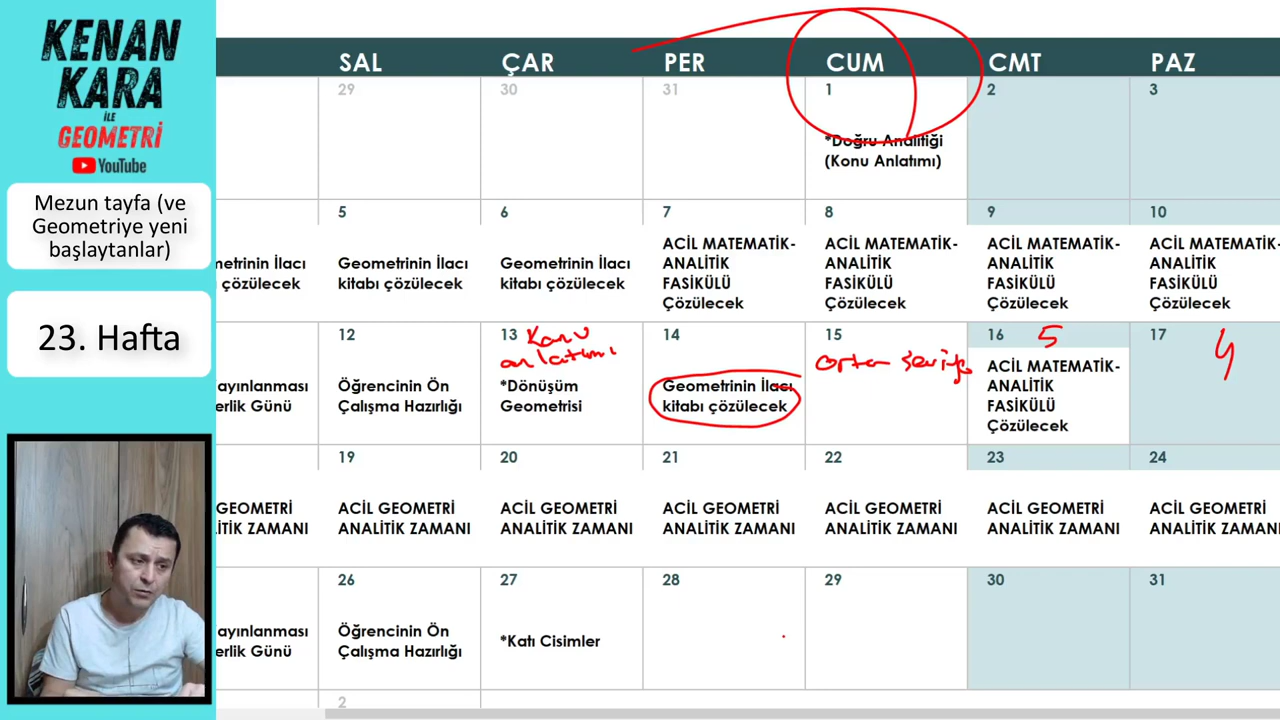 KENAN
KARA
İLE
GEOMETRİ
YouTube
Mezun tayfa (ve
Geometriye yeni
başlaytanlar)
23. Hafta
SAL ÇAR PER CUM CMT PAZ
29 30 31 1 2 3
*Doğru Analitiği
(Konu Anlatımı)
5 6 7 8 9 10
ACİL MATEMATİK- ACİL MATEMATİK- ACİL MATEMATİK- ACİL MATEMATİK-
metrinin İlacı Geometrinin İlacı Geometrinin İlacı ANALİTİK ANALİTİK ANALİTİK ANALİTİK
çözülecek kitabı çözülecek kitabı çözülecek FASİKÜLÜ FASİKÜLÜ FASİKÜLÜ FASİKÜLÜ
Çözülecek Çözülecek Çözülecek Çözülecek
12 13 Konu 14 15 16 5 17 4
anlatımı orta seviye
ACİL MATEMATİK-
ayınlanması Öğrencinin Ön *Dönüşüm Geometrinin İlacı ANALİTİK
erlik Günü Çalışma Hazırlığı Geometrisi kitabı çözülecek FASİKÜLÜ
Çözülecek
19 20 21 22 23 24
GEOMETRİ ACİL GEOMETRİ ACİL GEOMETRİ ACİL GEOMETRİ ACİL GEOMETRİ ACİL GEOMETRİ ACİL GEOMETRİ
İTİK ZAMANI ANALİTİK ZAMANI ANALİTİK ZAMANI ANALİTİK ZAMANI ANALİTİK ZAMANI ANALİTİK ZAMANI ANALİTİK ZAMANI
26 27 28 29 30 31
ayınlanması Öğrencinin Ön *Katı Cisimler
erlik Günü Çalışma Hazırlığı
2